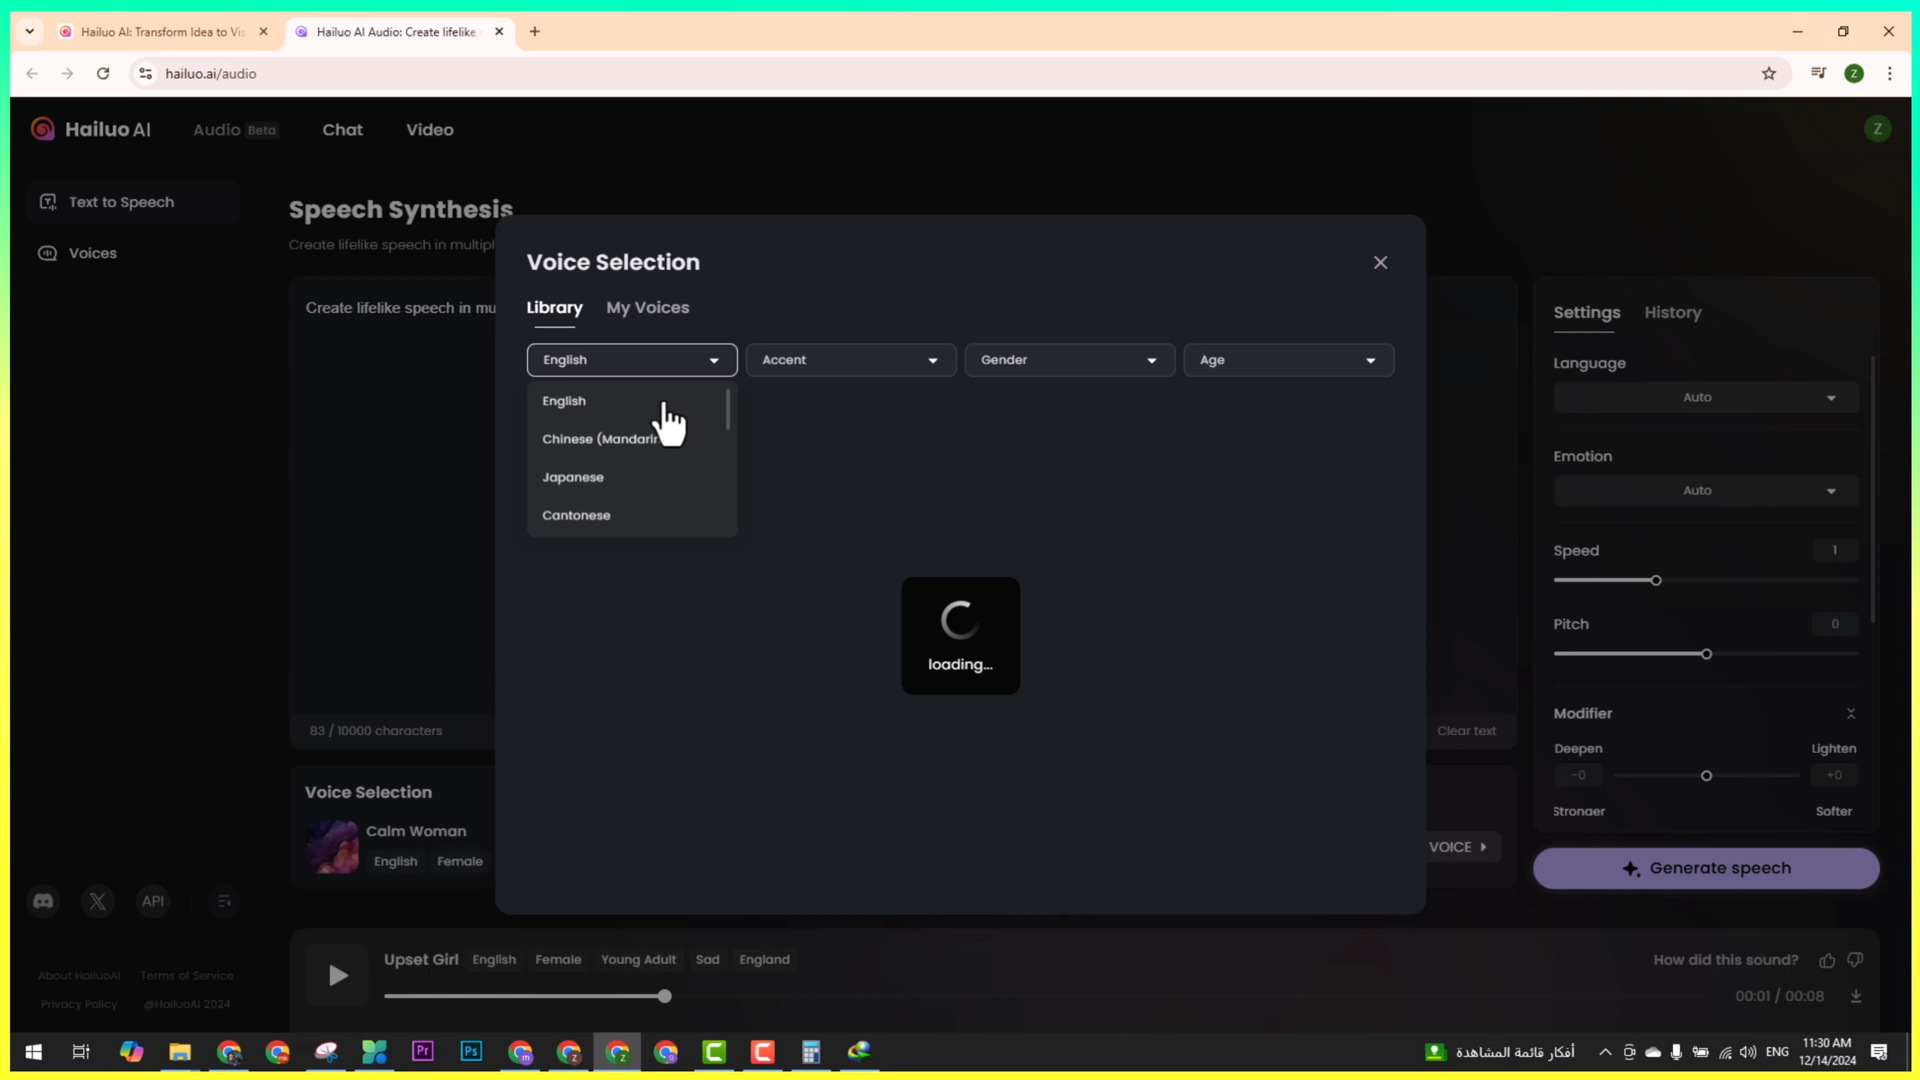 Hailuo AI: Transform Idea to Vis
Hailuo AI Audio: Create lifelike
hailuo.ai/audio
Z
Hailuo AI
Audio Beta
Chat
Video
Z
Text to Speech
Voices
Speech Synthesis
Create lifelike speech in multipl
Create lifelike speech in mu
83 / 10000 characters
Clear text
Voice Selection
Library
My Voices
English
Accent
Gender
Age
English
Chinese (Mandarin
Japanese
Cantonese
loading...
Settings
History
Language
Auto
Emotion
Auto
Speed
1
Pitch
0
Modifier
Deepen
Lighten
-0
+0
Stronger
Softer
Voice Selection
Calm Woman
English
Female
VOICE
Generate speech
API
About HailuoAI
Terms of Service
Privacy Policy
@HailuoAI 2024
Upset Girl
English
Female
Young Adult
Sad
England
How did this sound?
00:01 / 00:08
Pr
Ps
أفكار قائمة المشاهدة
ENG
11:30 AM
12/14/2024